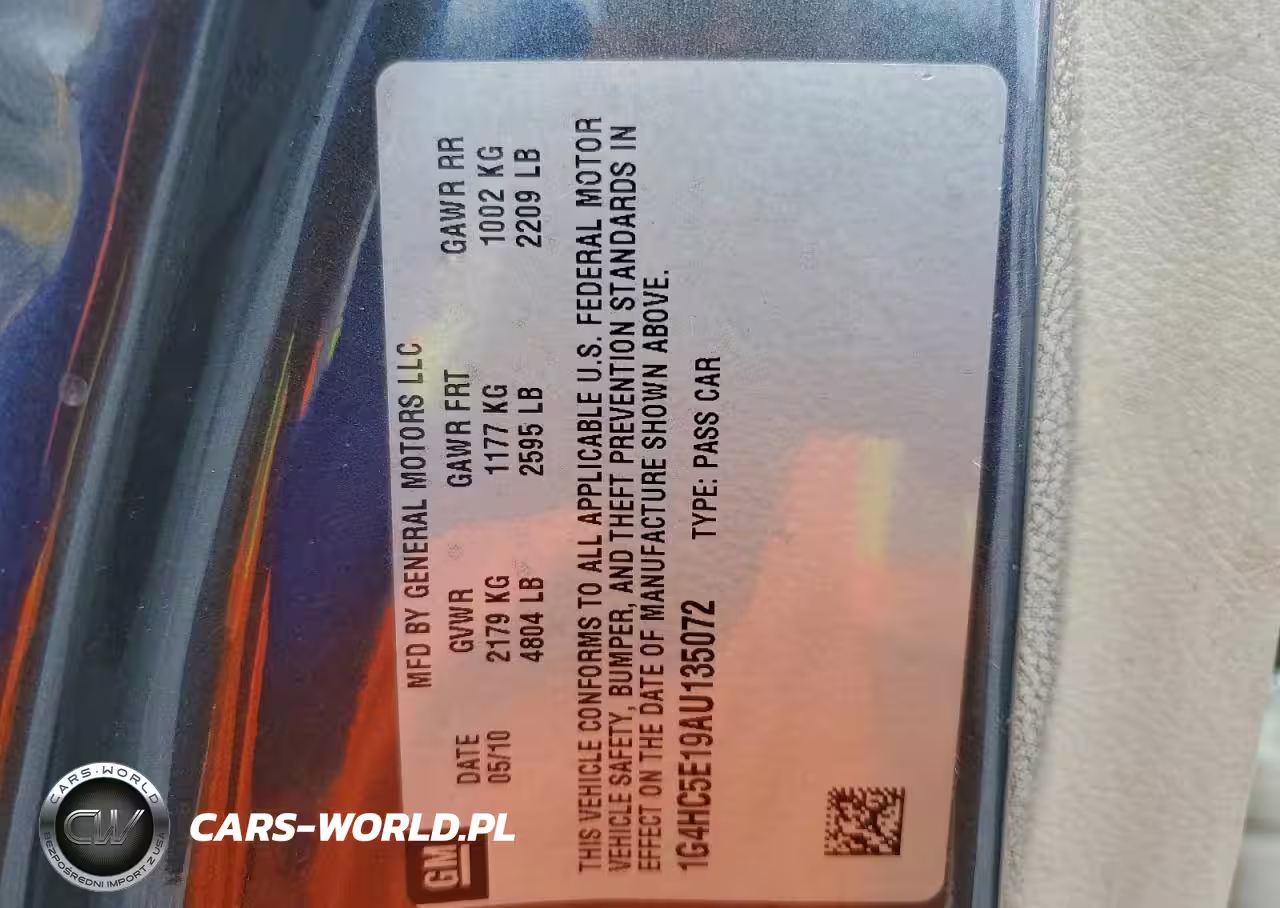 MFD BY GENERAL MOTORS LLC
DATE GVWR GAWR FRT GAWR RR
05/10 2179 KG 1177 KG 1002 KG
4804 LB 2595 LB 2209 LB
THIS VEHICLE CONFORMS TO ALL APPLICABLE U.S. FEDERAL MOTOR
VEHICLE SAFETY, BUMPER, AND THEFT PREVENTION STANDARDS IN
EFFECT ON THE DATE OF MANUFACTURE SHOWN ABOVE.
1G4HC5E19AU135072 TYPE: PASS CAR
GM
CARS-WORLD
CW
BEZPOŚREDNI IMPORT Z USA
CARS-WORLD.PL